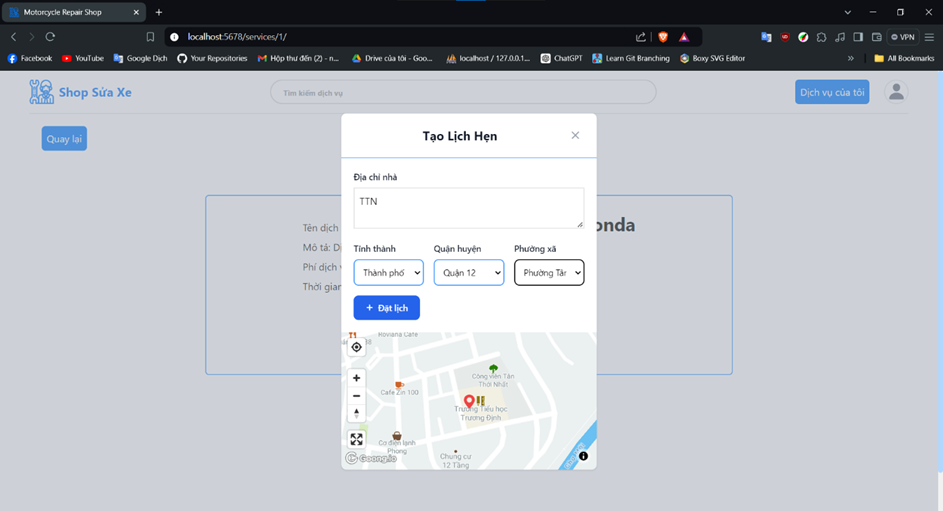 Motorcycle Repair Shop
localhost:5678/services/1/
VPN
Facebook
YouTube
Google Dịch
Your Repositories
Hộp thư đến (2) - n...
Drive của tôi - Goo...
localhost / 127.0.0.1...
ChatGPT
Learn Git Branching
Boxy SVG Editor
All Bookmarks
Shop Sửa Xe
Tìm kiếm dịch vụ
Dịch vụ của tôi
Quay lại
Tạo Lịch Hẹn
Địa chỉ nhà
TTN
Tỉnh thành
Quận huyện
Phường xã
Thành phố
Quận 12
Phường Tân
+ Đặt lịch
Tên dịch
onda
Mô tả:
Phí dịch
Thời gian
Roviana Cafe
Công viên Tân
Thới Nhất
Cafe Zin 100
Trường Tiểu học
Trương Định
Cơ điện lạnh
Phong
Chung cư
12 Tầng
Goong.io